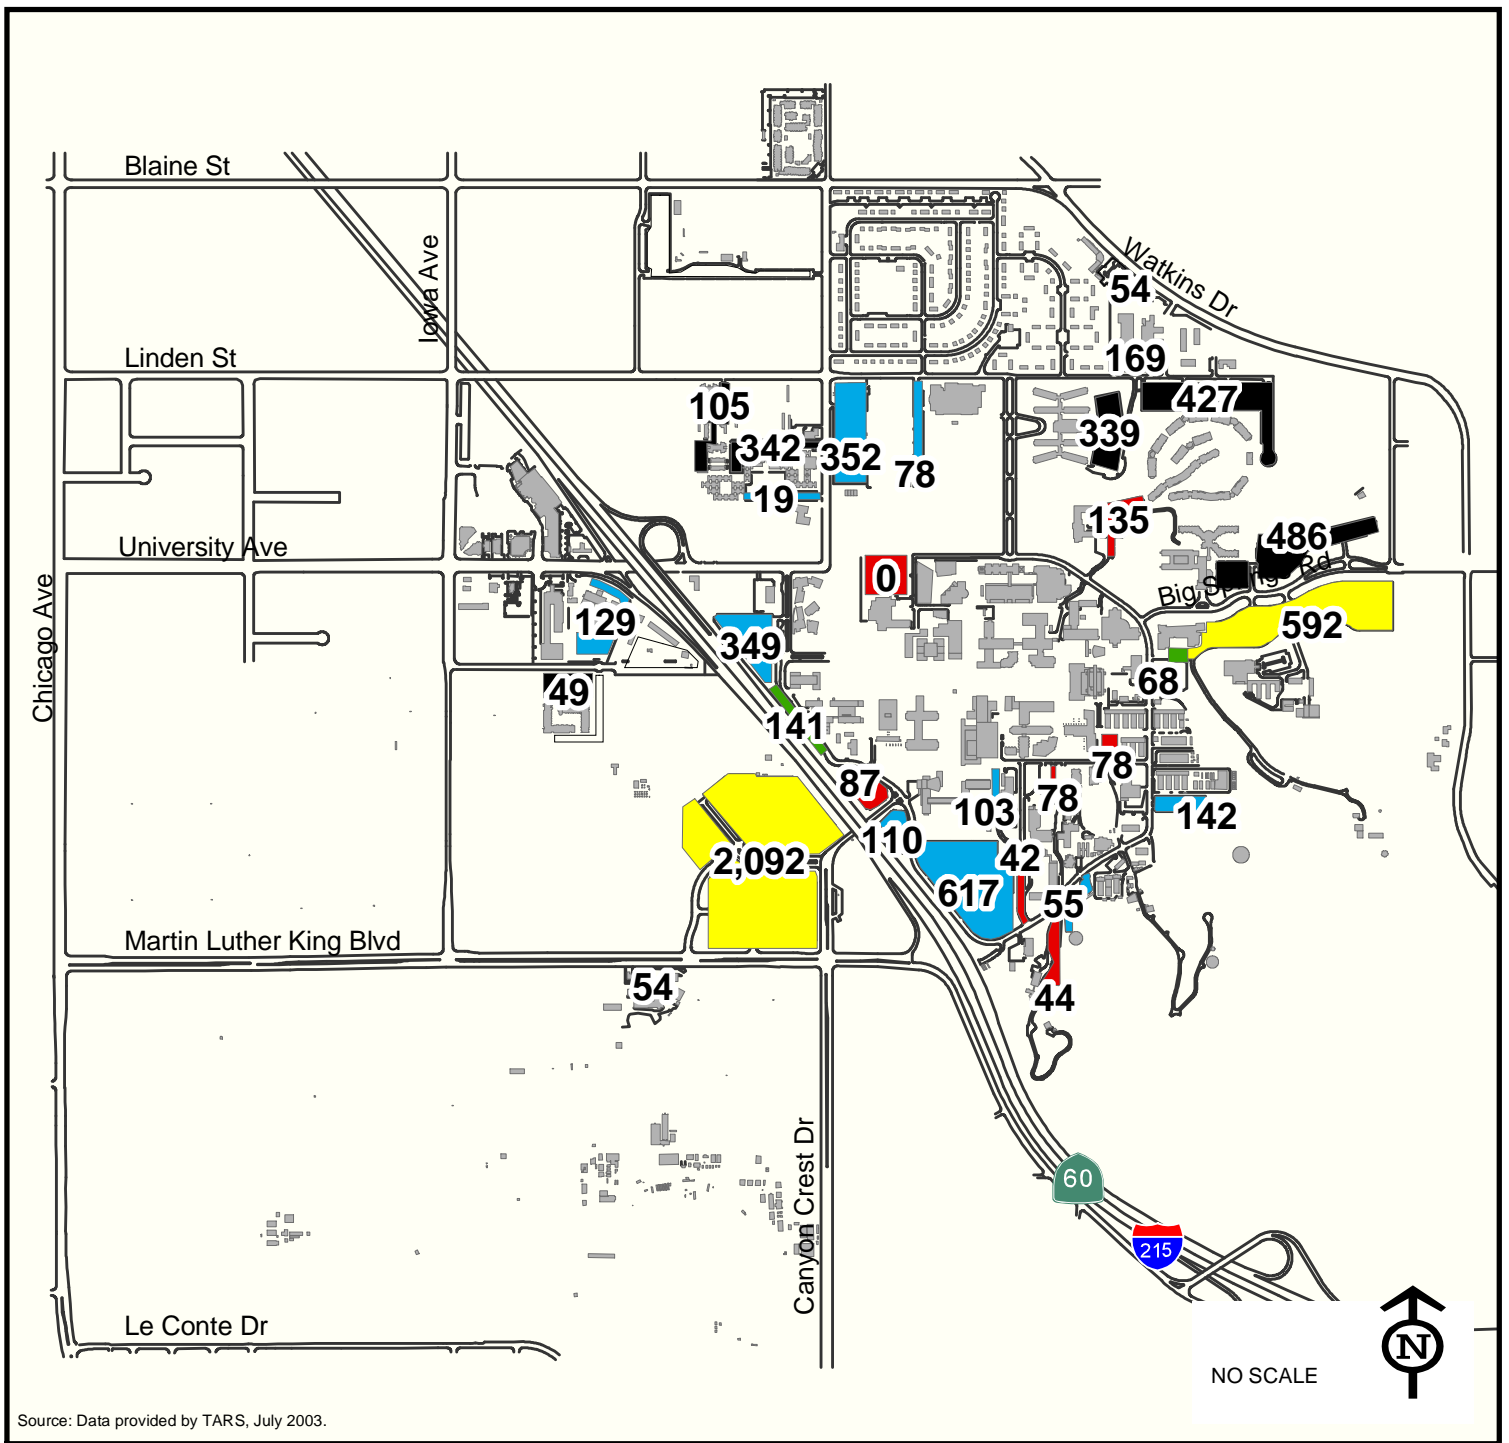 Blaine St
Iowa Ave
Watkins Dr
54
Linden St
169
105
427
339
342
352
78
19
135
486
University Ave
0
Big Springs Rd
129
592
349
Chicago Ave
68
49
141
78
87
78
103
142
110
42
2,092
617
55
Martin Luther King Blvd
54
44
Canyon Crest Dr
60
215
Le Conte Dr
N
NO SCALE
Source: Data provided by TARS, July 2003.